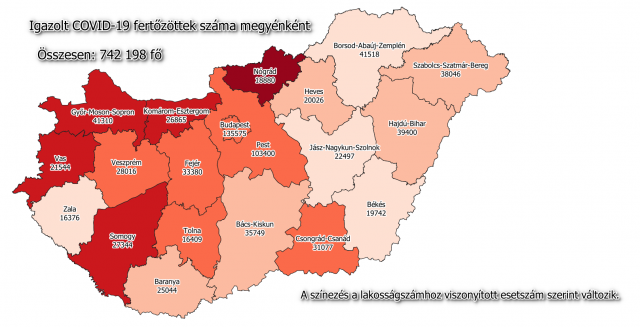 Igazolt COVID-19 fertőzöttek száma megyénként
Összesen: 742 198 fő
Borsod-Abaúj-Zemplén
41518
Szabolcs-Szatmár-Bereg
38046
Nógrád
18880
Heves
20026
Győr-Moson-Sopron
41310
Komárom-Esztergom
26865
Budapest
135575
Pest
103400
Hajdú-Bihar
39400
Jász-Nagykun-Szolnok
22497
Vas
21544
Veszprém
28016
Fejér
33380
Zala
16376
Somogy
27344
Tolna
16409
Bács-Kiskun
35749
Békés
19742
Csongrád-Csanád
31077
Baranya
25044
A színezés a lakosságszámhoz viszonyított esetszám szerint változik.